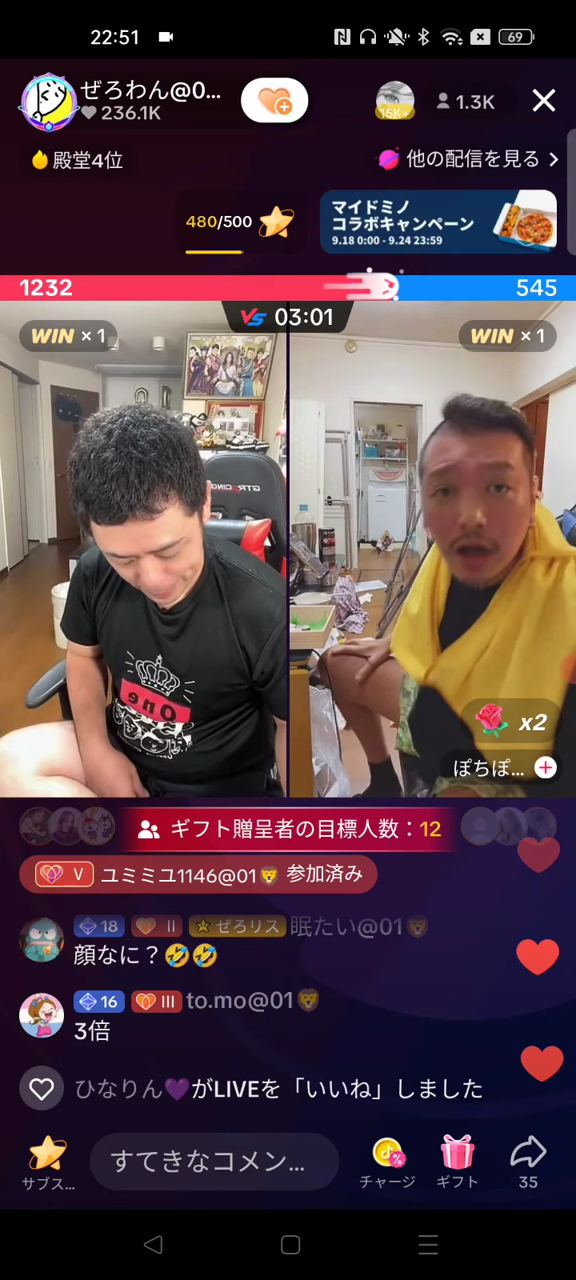 22:51
69
ぜろわん@0...
236.1K
15K+
1.3K
殿堂4位
他の配信を見る
480/500
マイドミノ
コラボキャンペーン
9.18 0:00 - 9.24 23:59
1232
545
VS 03:01
WIN × 1
WIN × 1
GTRACING
One
x2
ぽちぽ...
ギフト贈呈者の目標人数：12
V ユミミユ1146@01🦁 参加済み
18 II ぜろリス 眠たい@01🦁
顔なに？🤣🤣
16 III to.mo@01🦁
3倍
ひなりん💜がLIVEを「いいね」しました
すてきなコメン...
サブス...
チャージ
ギフト
35